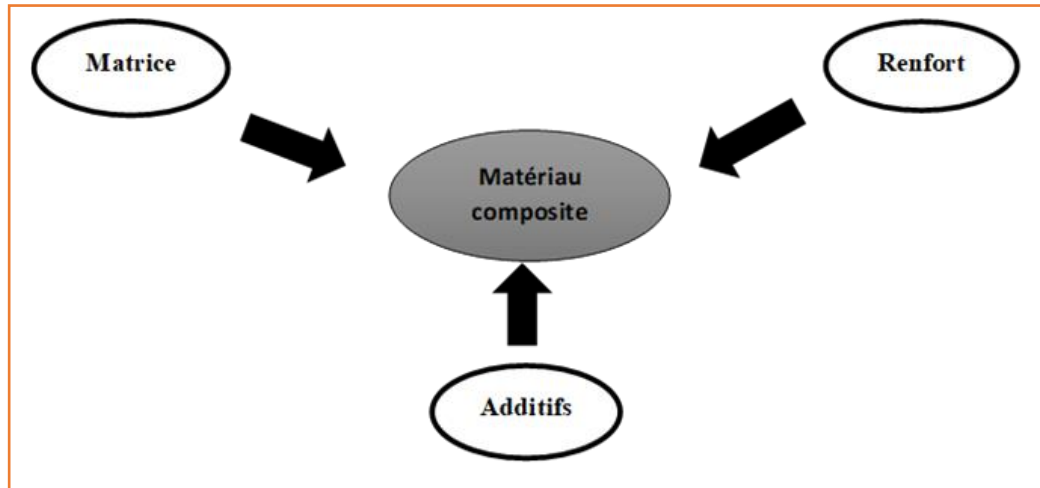 Matrice
Renfort
Matériau
composite
Additifs